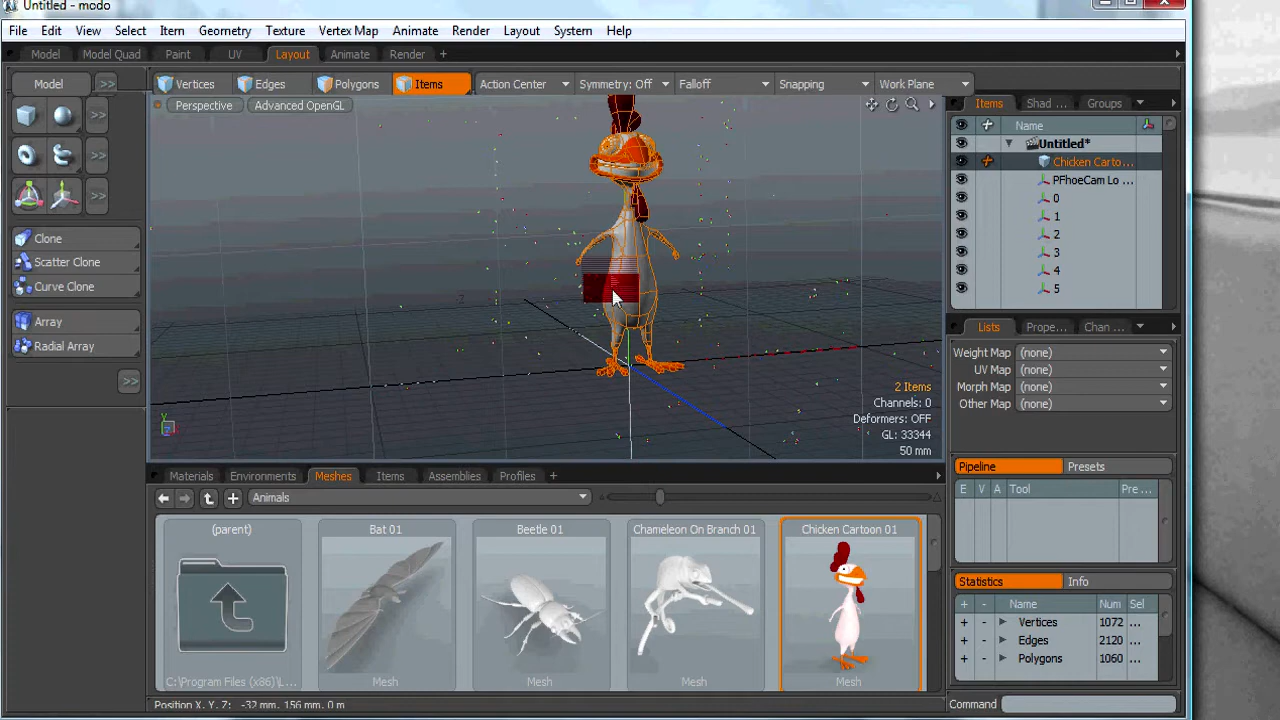 Untitled - modo
File Edit View Select Item Geometry Texture Vertex Map Animate Render Layout System Help
Model Model Quad Paint UV Layout Animate Render +
Model >> Vertices Edges Polygons Items Action Center Symmetry: Off Falloff Snapping Work Plane
Perspective Advanced OpenGL
Items Shad ... Groups
Name
Untitled*
Chicken Carto...
PFhoeCam Lo ...
0
1
2
3
4
5
>>
>>
>>
Clone
Scatter Clone
Curve Clone
Array
Radial Array
>>
Z
Y
Z
2 Items
Channels: 0
Deformers: OFF
GL: 33344
50 mm
Lists Prope... Chan ...
Weight Map (none)
UV Map (none)
Morph Map (none)
Other Map (none)
Pipeline Presets
E V A Tool Pre ...
Statistics Info
+ - Name Num Sel
+ - Vertices 1072 ...
+ - Edges 2120 ...
+ - Polygons 1060 ...
Materials Environments Meshes Items Assemblies Profiles +
Animals
(parent)
C:\Program Files (x86)\L...
Bat 01
Mesh
Beetle 01
Mesh
Chameleon On Branch 01
Mesh
Chicken Cartoon 01
Mesh
Position X, Y, Z: -32 mm, 156 mm, 0 m
Command